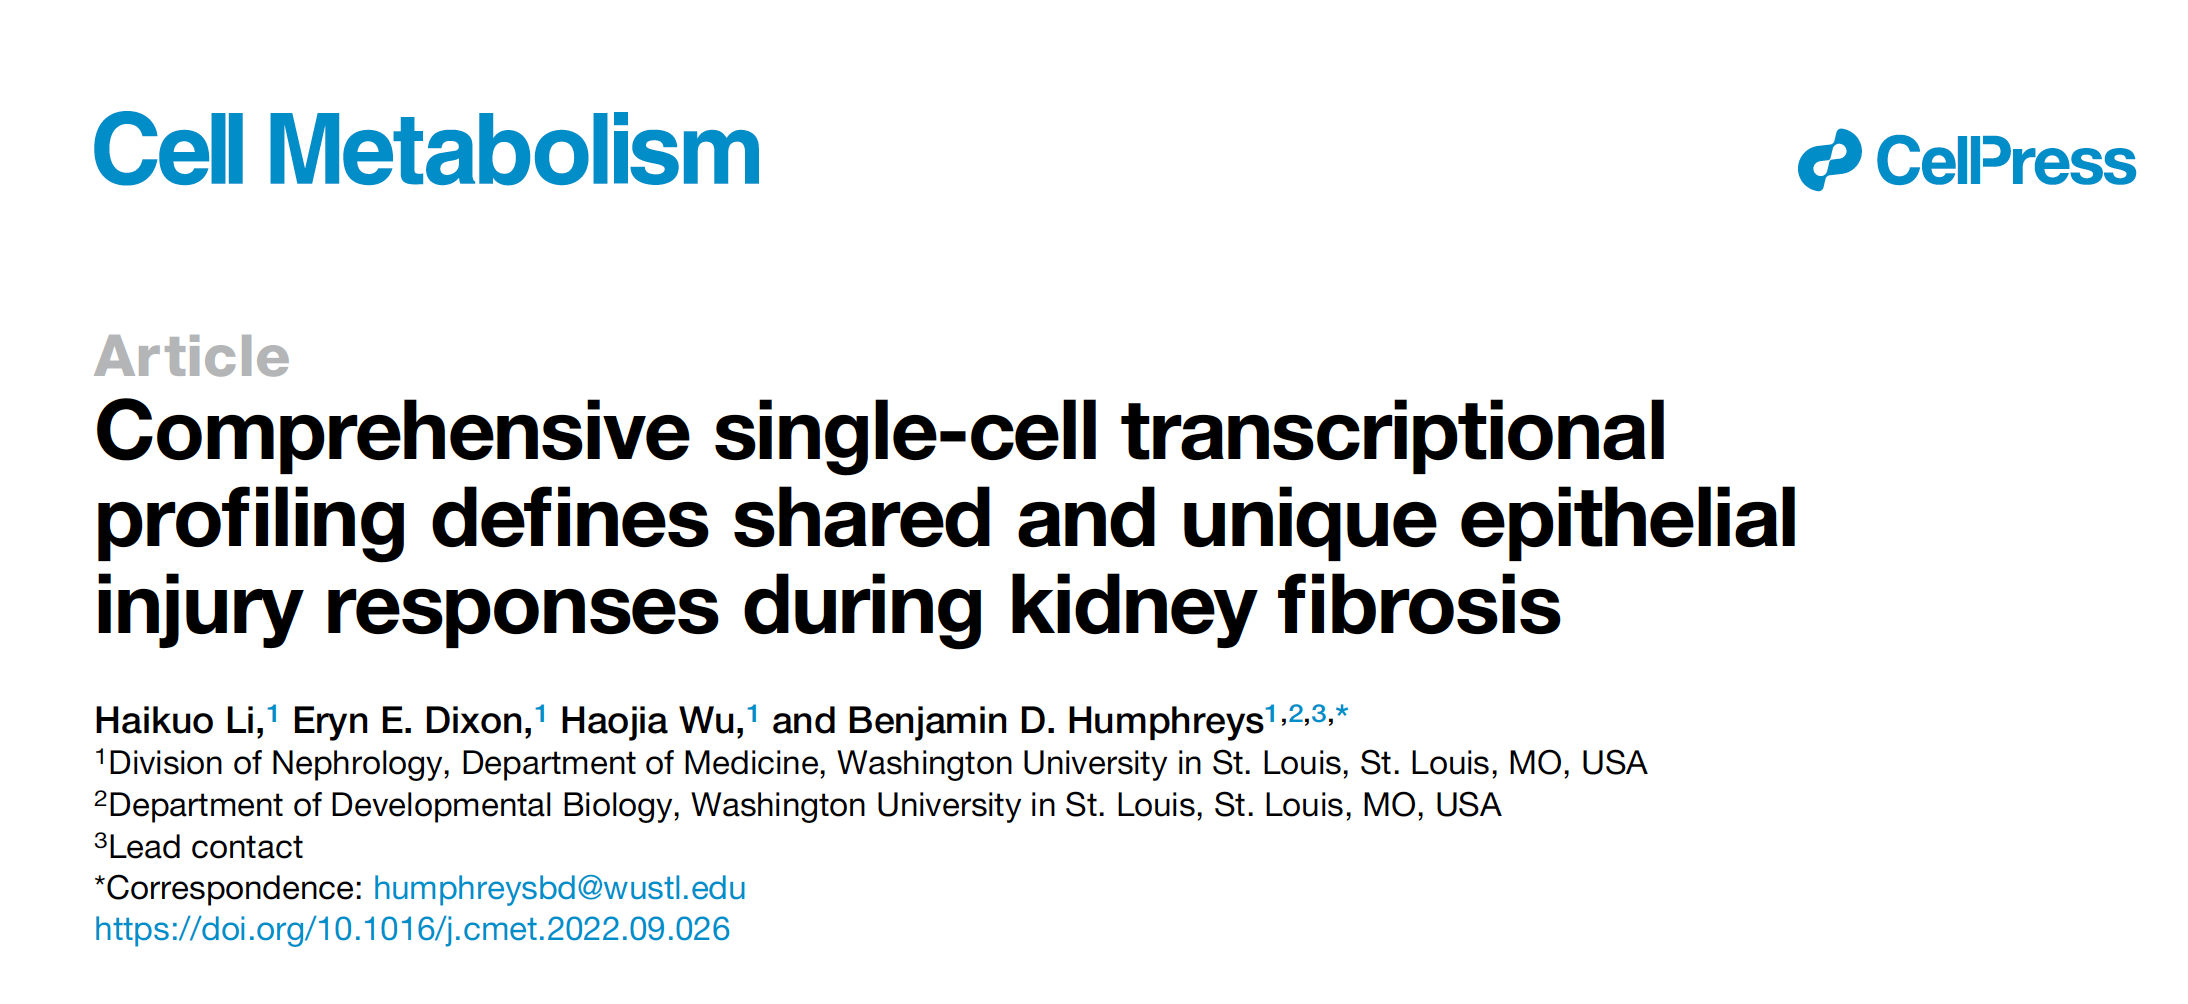 Cell Metabolism
CellPress
Article
Comprehensive single-cell transcriptional
profiling defines shared and unique epithelial
injury responses during kidney fibrosis
Haikuo Li,1 Eryn E. Dixon,1 Haojia Wu,1 and Benjamin D. Humphreys1,2,3,*
1Division of Nephrology, Department of Medicine, Washington University in St. Louis, St. Louis, MO, USA
2Department of Developmental Biology, Washington University in St. Louis, St. Louis, MO, USA
3Lead contact
*Correspondence: humphreysbd@wustl.edu
https://doi.org/10.1016/j.cmet.2022.09.026